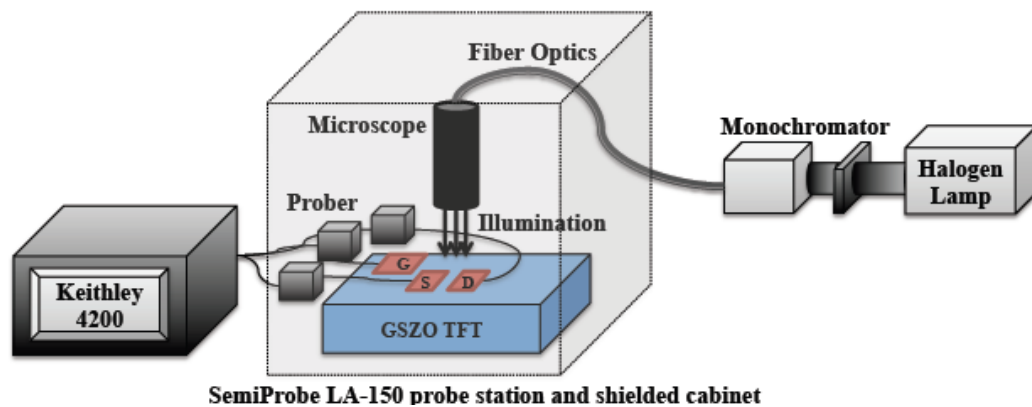 Fiber Optics
Microscope
Monochromator
Halogen
Lamp
Prober
Illumination
G
S
D
Keithley
4200
GSZO TFT
SemiProbe LA-150 probe station and shielded cabinet